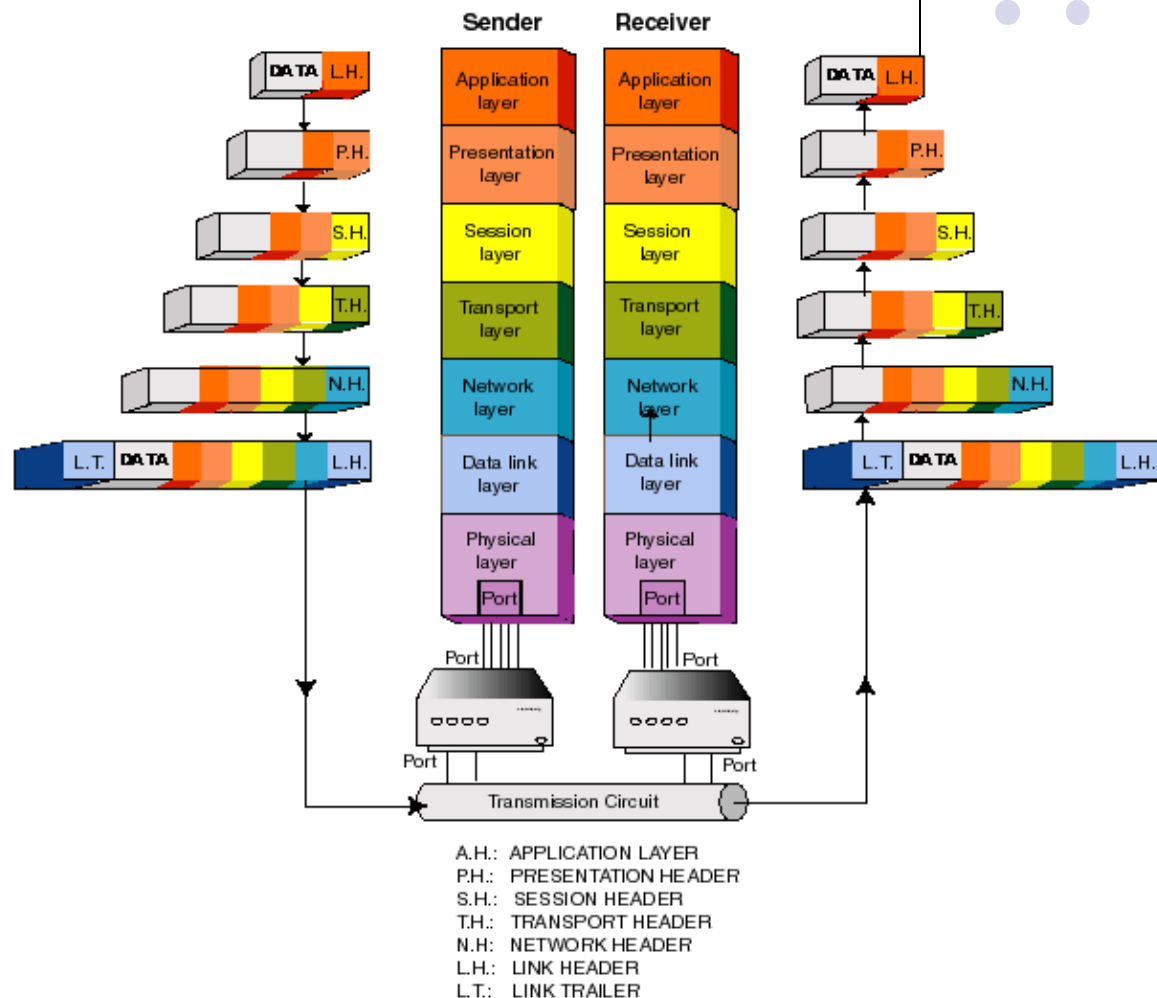 Sender
Receiver
DATA L.H.
P.H.
S.H.
T.H.
N.H.
L.T. DATA L.H.
Application layer
Presentation layer
Session layer
Transport layer
Network layer
Data link layer
Physical layer
Port
Port
Port
Application layer
Presentation layer
Session layer
Transport layer
Network layer
Data link layer
Physical layer
Port
Port
Port
DATA L.H.
P.H.
S.H.
T.H.
N.H.
L.T. DATA L.H.
Transmission Circuit
A.H.: APPLICATION LAYER
P.H.: PRESENTATION HEADER
S.H.: SESSION HEADER
T.H.: TRANSPORT HEADER
N.H: NETWORK HEADER
L.H.: LINK HEADER
L.T.: LINK TRAILER